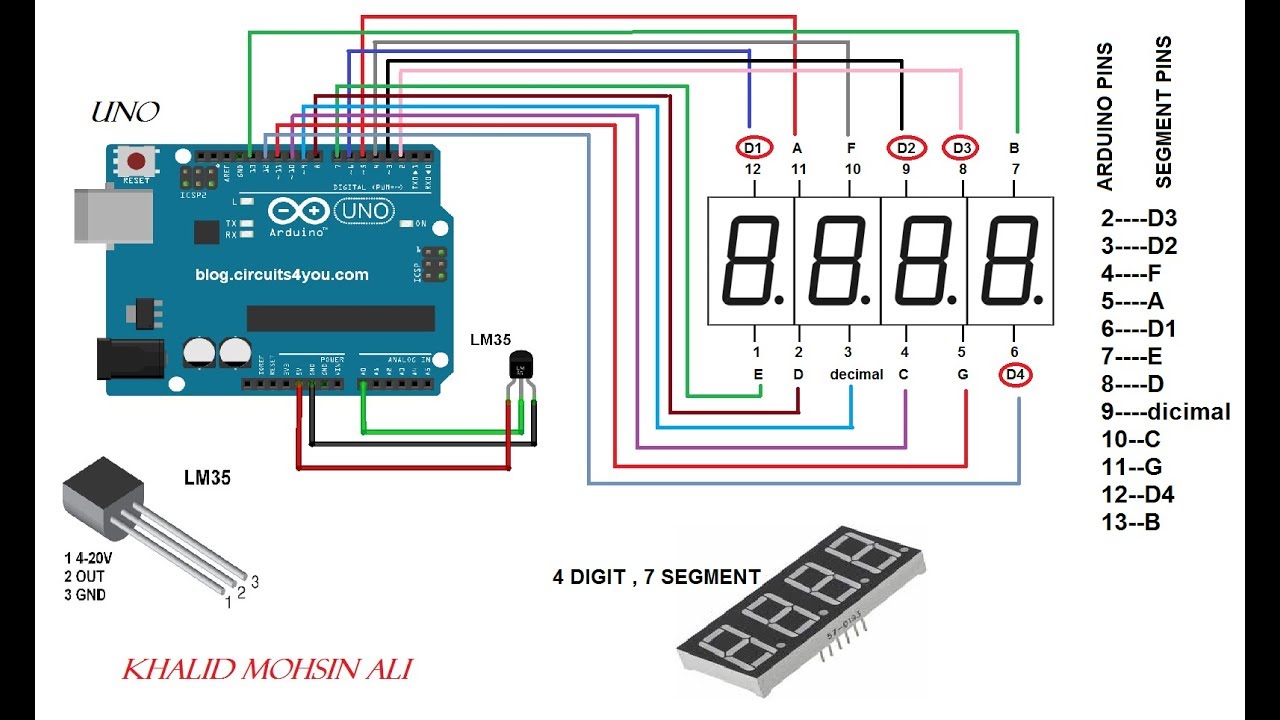 UNO
D1 A F D2 D3 B
12 11 10 9 8 7
1 2 3 4 5 6
E D decimal C G D4
RESET
ICSP2
AREF
GND
13
12
~11
~10
~9
8
7
~6
~5
4
~3
2
TX0►1
RX0◄0
DIGITAL (PWM=~)
L
TX
RX
Arduino
UNO
ON
ICSP
blog.circuits4you.com
IOREF
RESET
3V3
5V
GND
GND
VIN
POWER
ANALOG IN
A0
A1
A2
A3
A4
A5
LM35
LM
35
LM35
1 4-20V
2 OUT
3 GND
1
2
3
4 DIGIT , 7 SEGMENT
KHALID MOHSIN ALI
ARDUINO PINS
SEGMENT PINS
2----D3
3----D2
4----F
5----A
6----D1
7----E
8----D
9----dicimal
10--C
11--G
12--D4
13--B